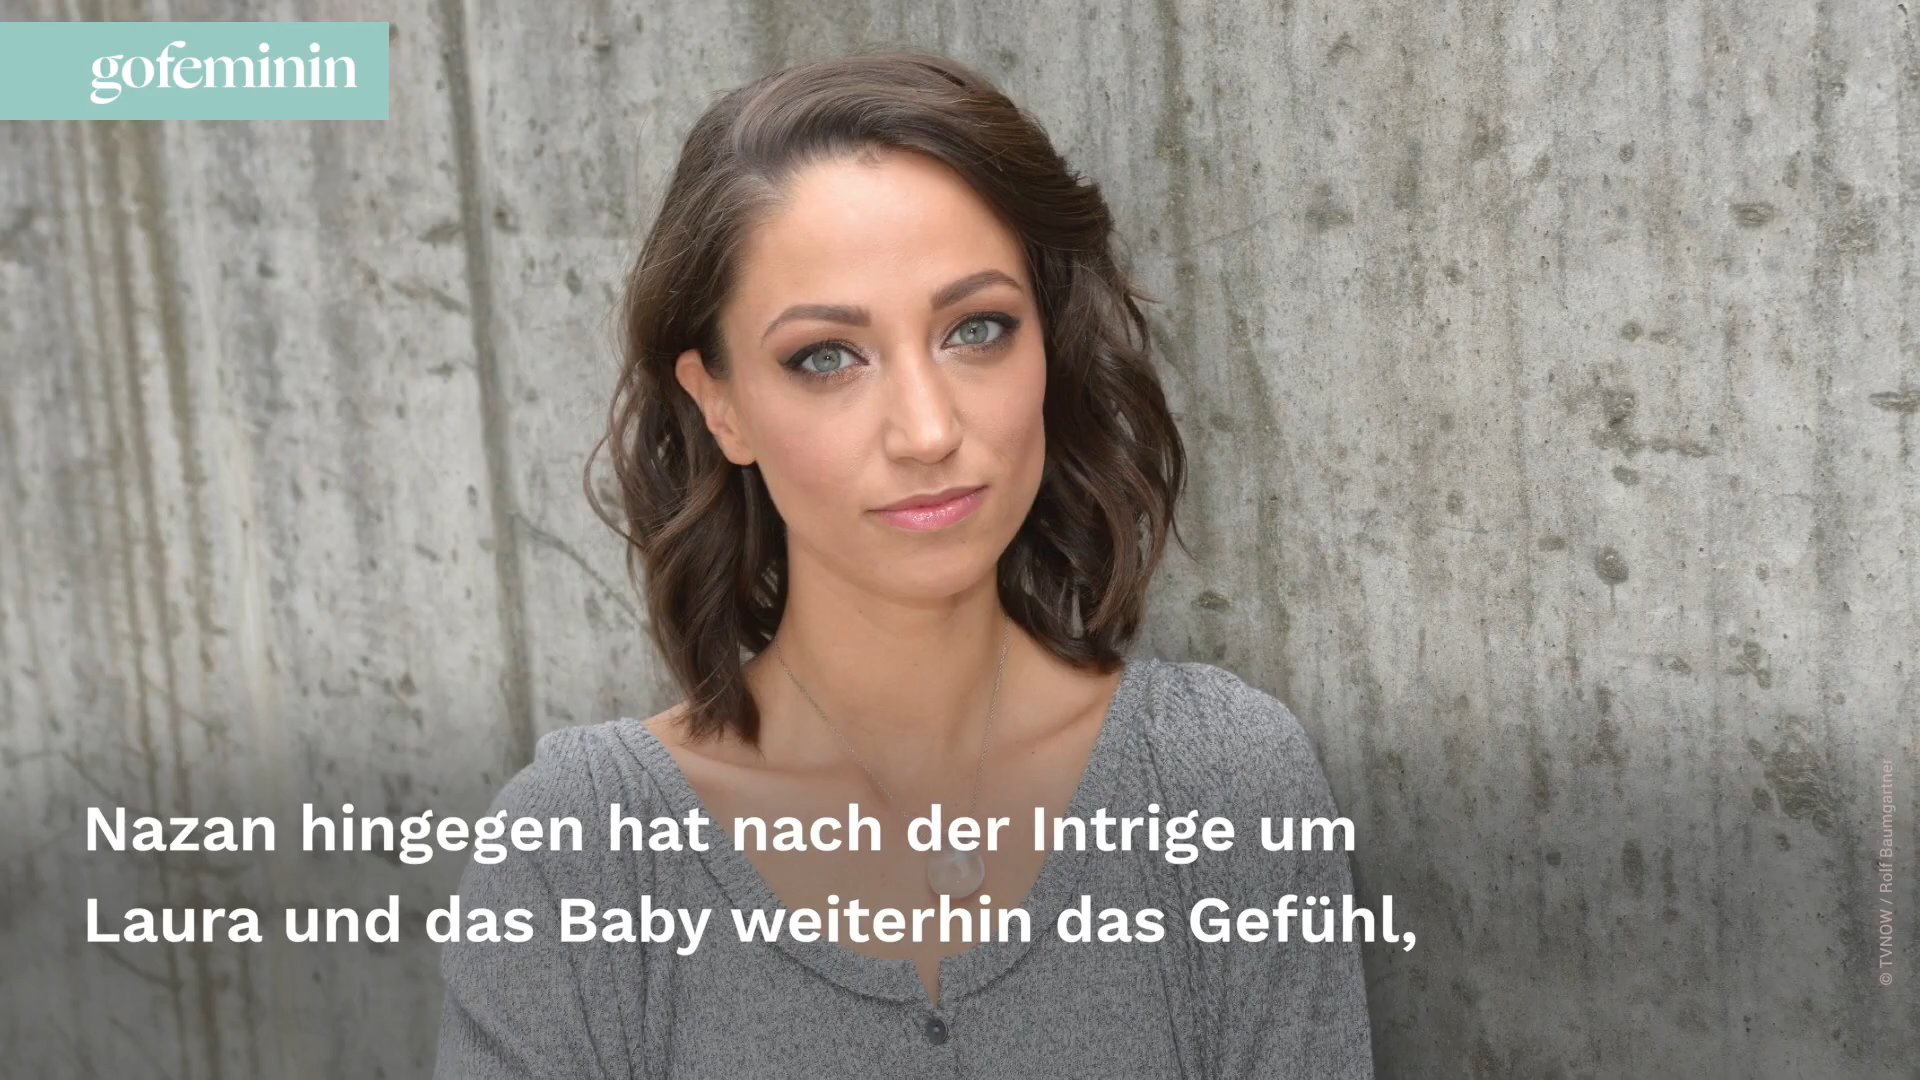 gofeminin
Nazan hingegen hat nach der Intrige um
Laura und das Baby weiterhin das Gefühl,
© TVNOW / Rolf Baumgartner